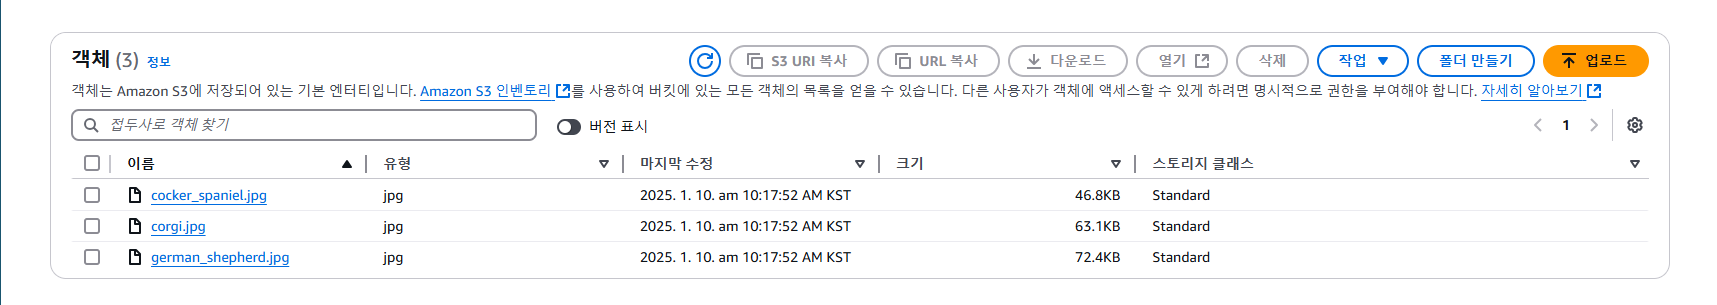 객체 (3) 정보 S3 URI 복사 URL 복사 다운로드 열기 삭제 작업 폴더 만들기 업로드
객체는 Amazon S3에 저장되어 있는 기본 엔터티입니다. Amazon S3 인벤토리를 사용하여 버킷에 있는 모든 객체의 목록을 얻을 수 있습니다. 다른 사용자가 객체에 액세스할 수 있게 하려면 명시적으로 권한을 부여해야 합니다. 자세히 알아보기
접두사로 객체 찾기 버전 표시 1
이름 유형 마지막 수정 크기 스토리지 클래스
cocker_spaniel.jpg jpg 2025. 1. 10. am 10:17:52 AM KST 46.8KB Standard
corgi.jpg jpg 2025. 1. 10. am 10:17:52 AM KST 63.1KB Standard
german_shepherd.jpg jpg 2025. 1. 10. am 10:17:52 AM KST 72.4KB Standard